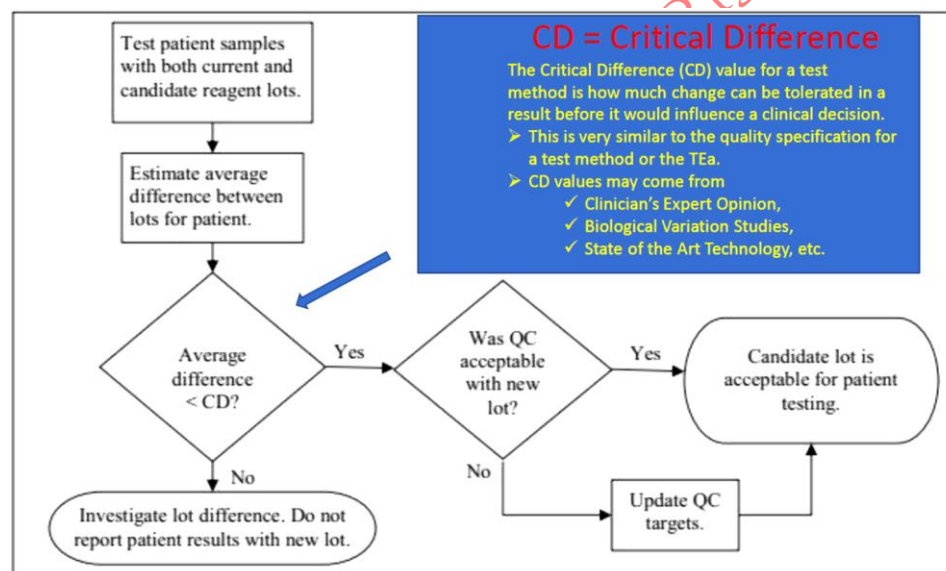 Test patient samples
with both current and
candidate reagent lots.
CD = Critical Difference
The Critical Difference (CD) value for a test
method is how much change can be tolerated in a
result before it would influence a clinical decision.
➢ This is very similar to the quality specification for
a test method or the TEa.
➢ CD values may come from
✓ Clinician's Expert Opinion,
✓ Biological Variation Studies,
✓ State of the Art Technology, etc.
Estimate average
difference between
lots for patient.
Average
difference
< CD?
Yes
Was QC
acceptable
with new
lot?
Yes
Candidate lot is
acceptable for patient
testing.
No
Investigate lot difference. Do not
report patient results with new lot.
No
Update QC
targets.